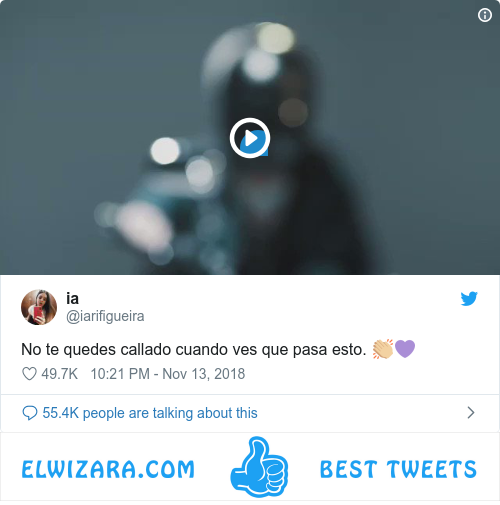 ia
@iarifigueira
No te quedes callado cuando ves que pasa esto. 👏🏼💜
49.7K 10:21 PM - Nov 13, 2018
55.4K people are talking about this
ELWIZARA.COM BEST TWEETS